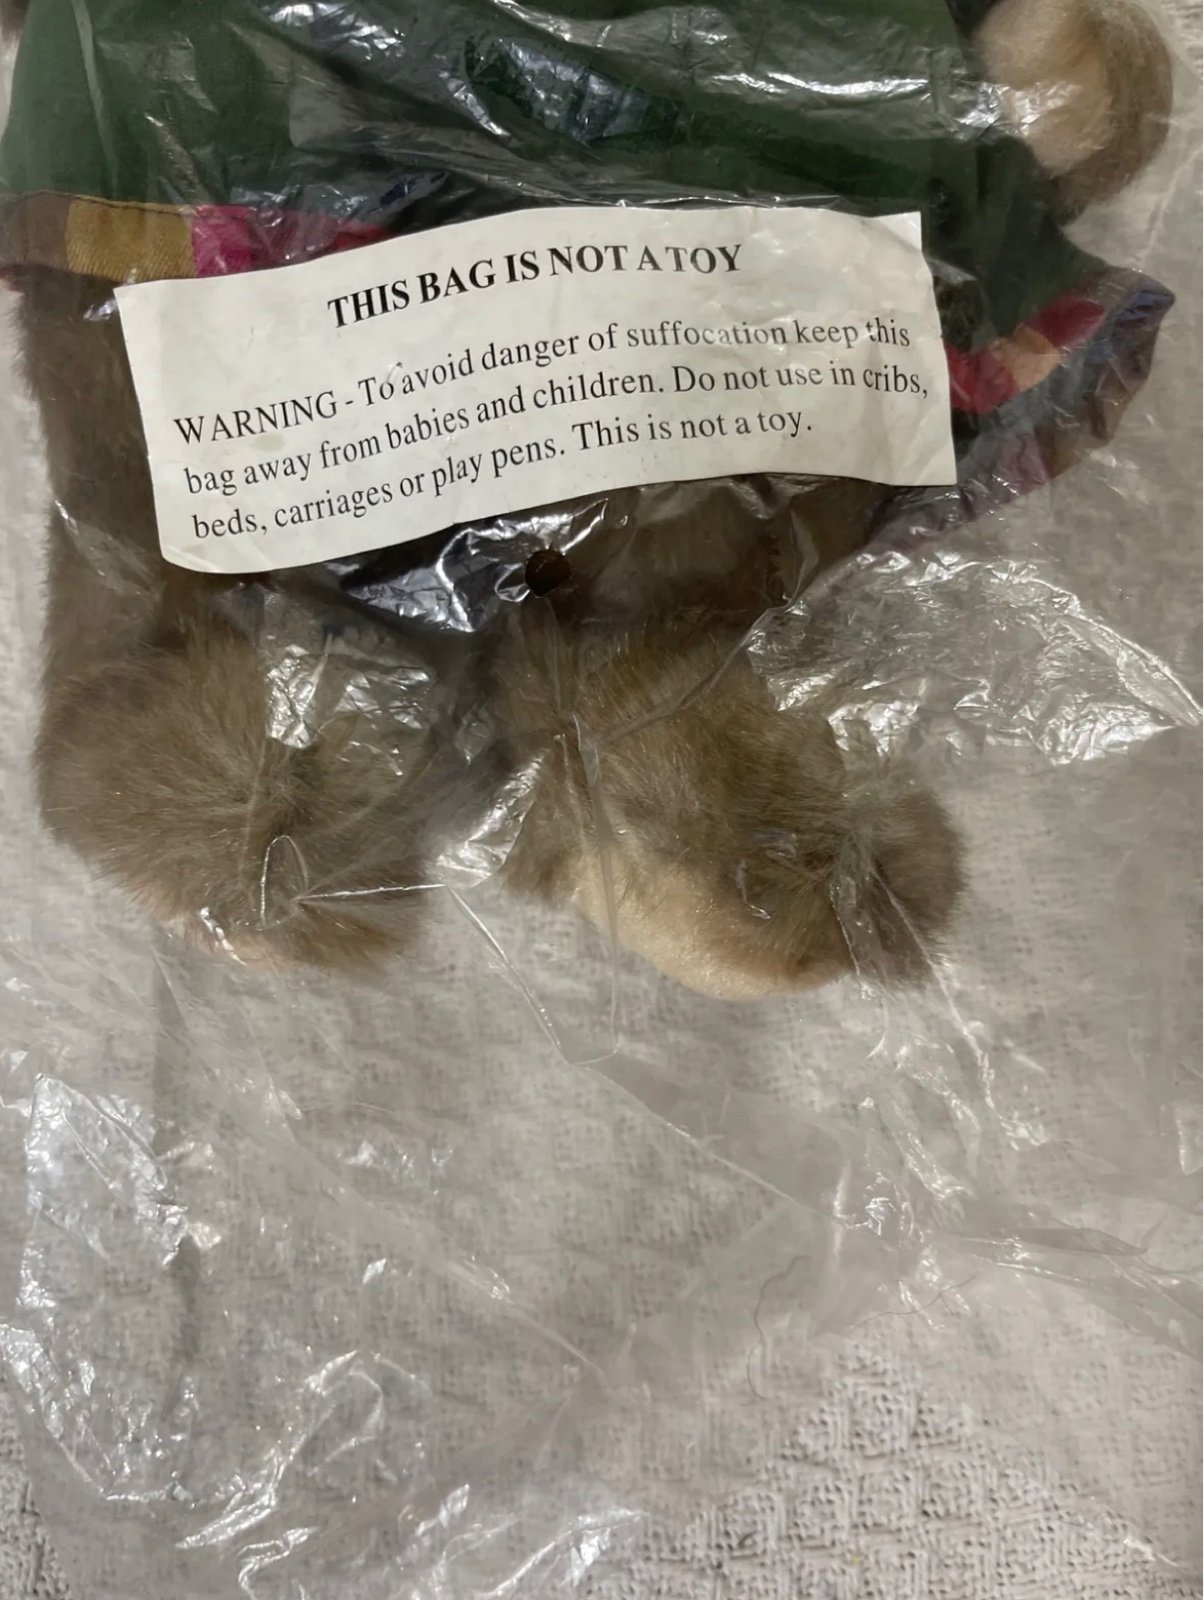 THIS BAG IS NOT A TOY
WARNING - To avoid danger of suffocation keep this
bag away from babies and children. Do not use in cribs,
beds, carriages or play pens. This is not a toy.